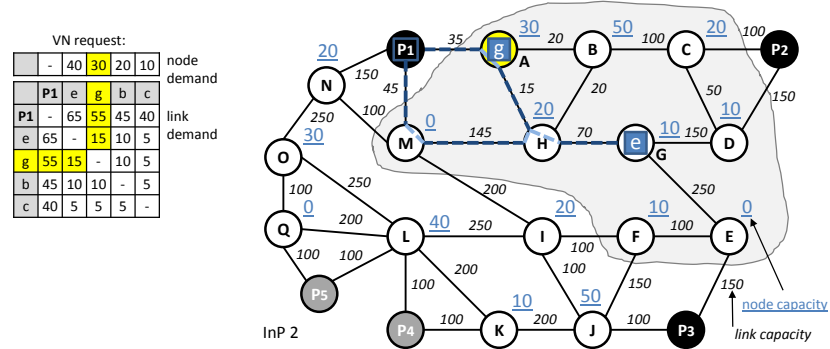 VN request:
- 40 30 20 10
node demand
P1 e g b c
P1 - 65 55 45 40
e 65 - 15 10 5
g 55 15 - 10 5
b 45 10 10 - 5
c 40 5 5 5 -
link demand
30 50 20
20 P1 35 g 20 B 100 C 100 P2
A
N 150 45 15 20 50 150
100 0 20 10 10
250
30 M 145 H 70 e 150 D
G
O
100 250 200 250
0 40 20 10 0
Q 200 L 250 I 100 F 100 E
100 100 200 100 150 150
P5 100 10 50
node capacity
link capacity
InP 2 P4 100 K 200 J 100 P3